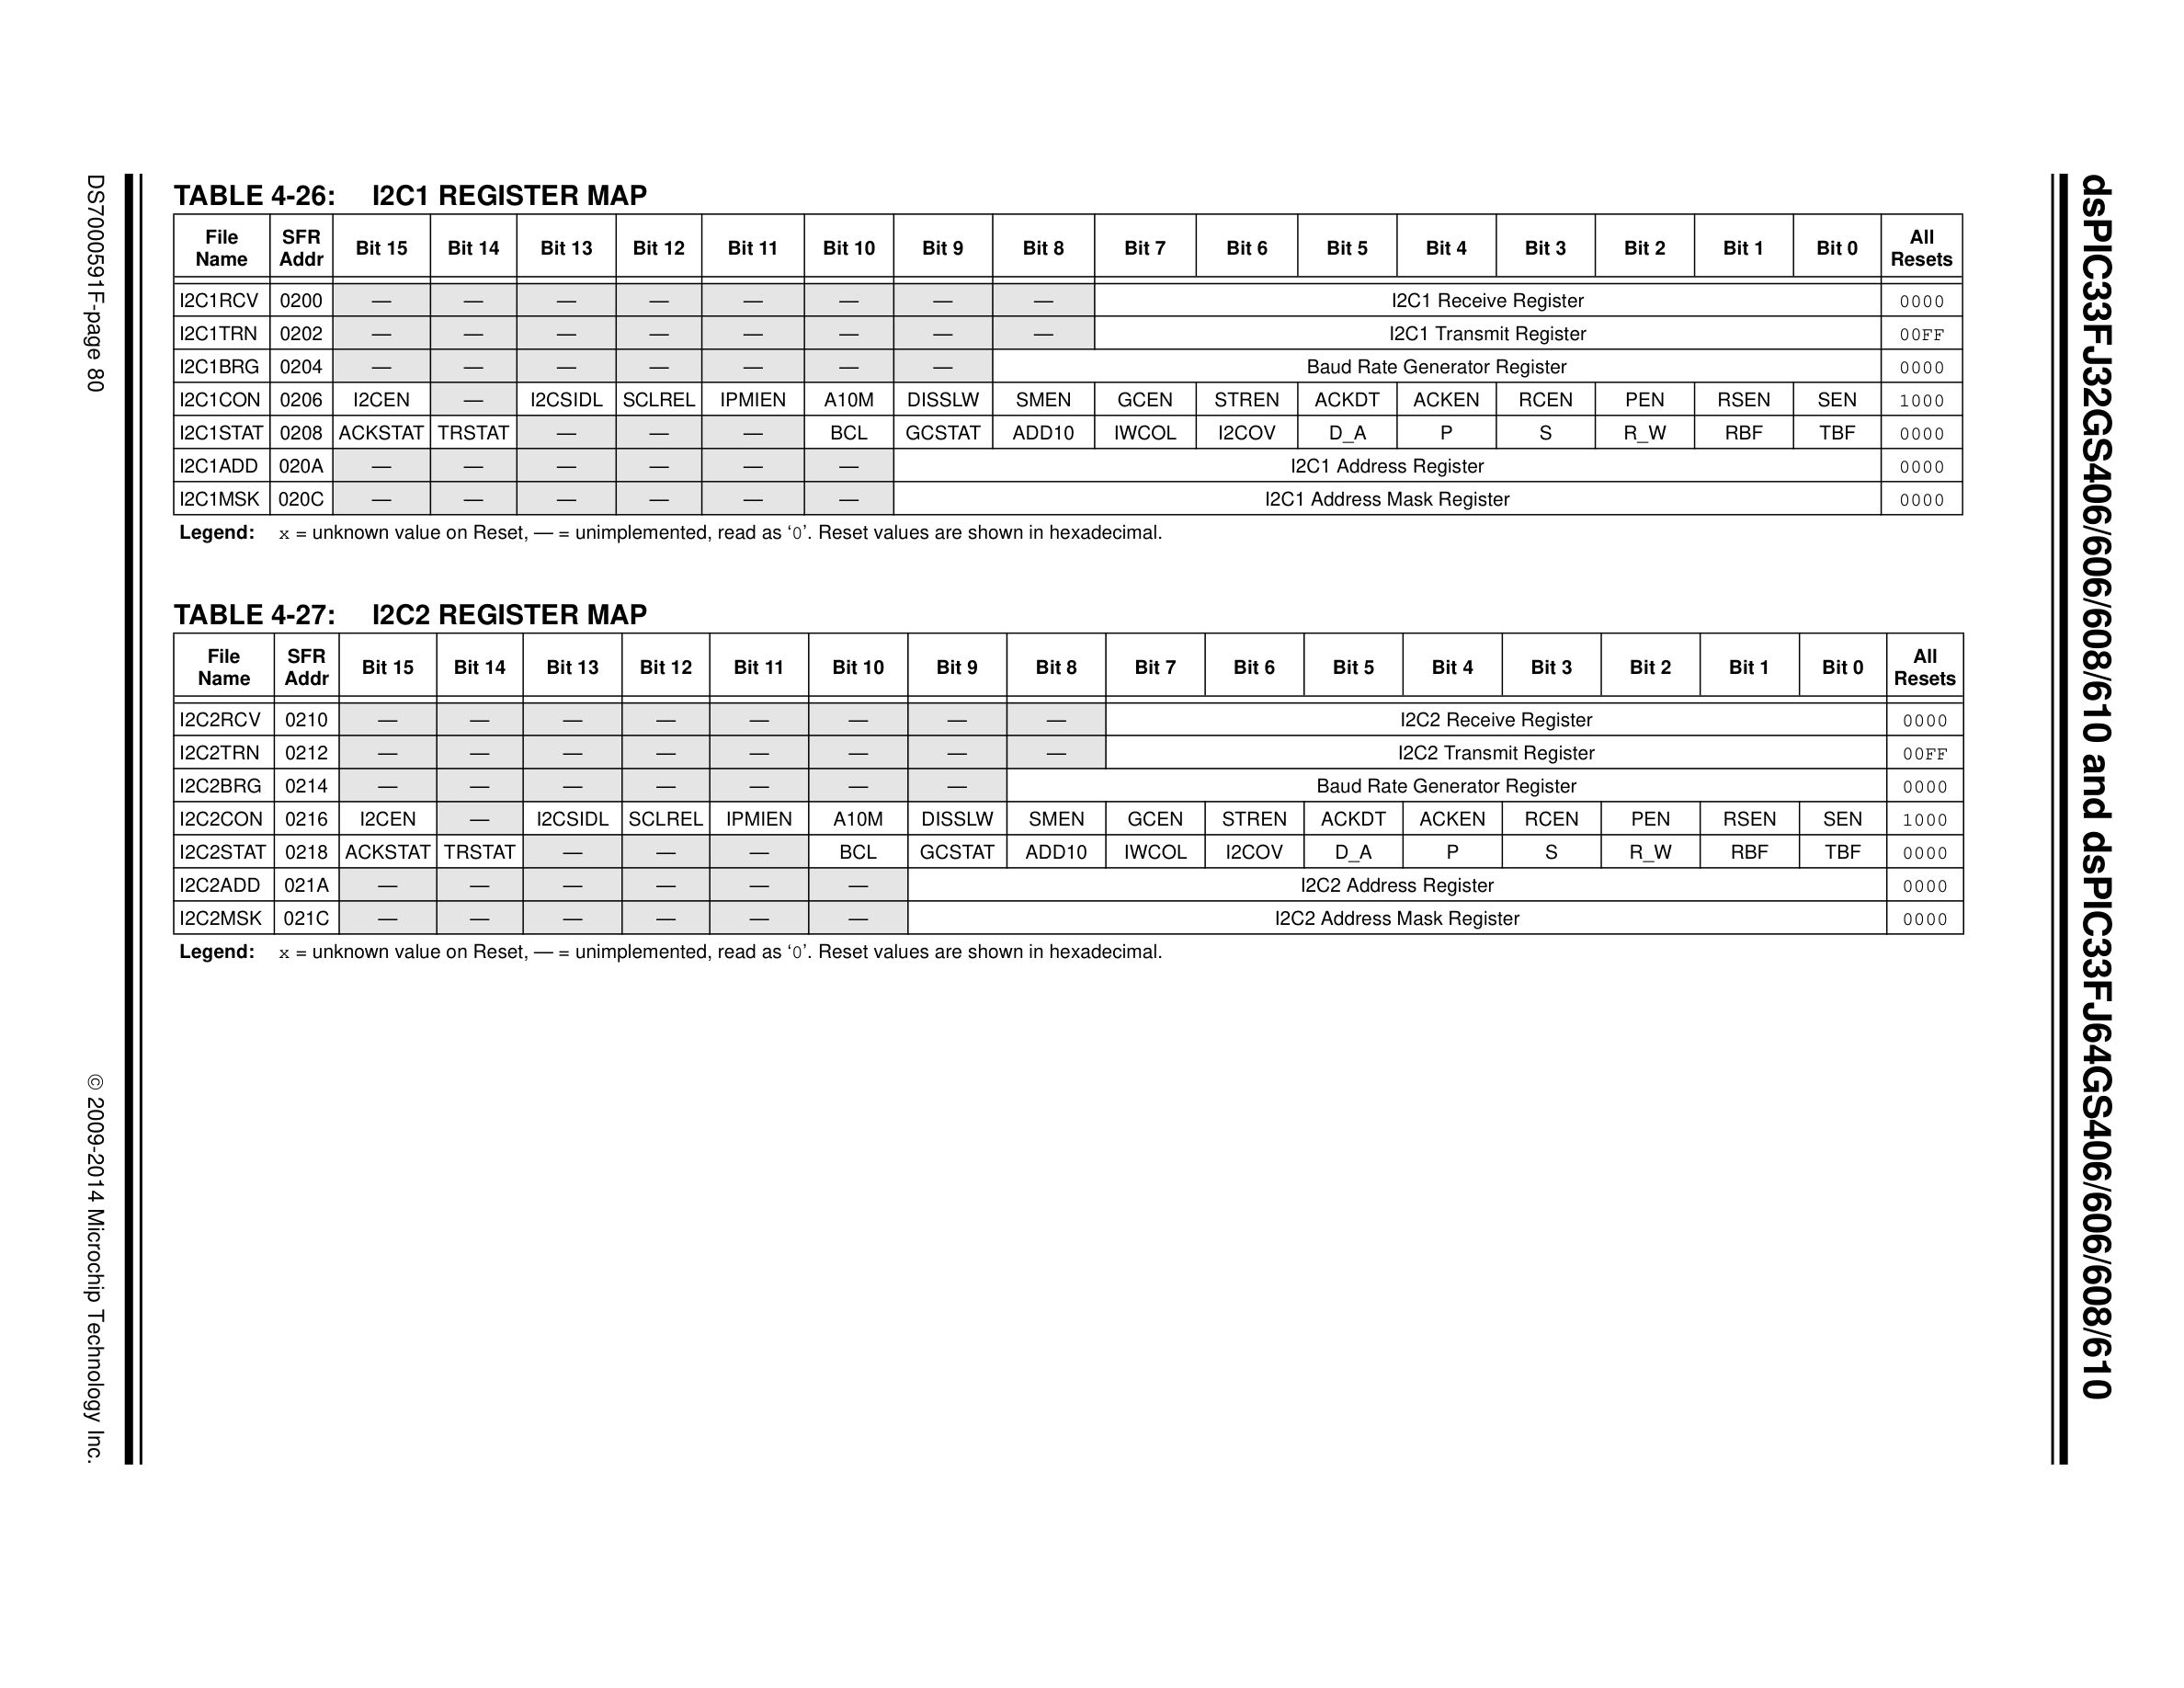 dsPIC33FJ32GS406/606/608/610 and dsPIC33FJ64GS406/606/608/610
TABLE 4-26: I2C1 REGISTER MAP
File Name SFR Addr Bit 15 Bit 14 Bit 13 Bit 12 Bit 11 Bit 10 Bit 9 Bit 8 Bit 7 Bit 6 Bit 5 Bit 4 Bit 3 Bit 2 Bit 1 Bit 0 All Resets
I2C1RCV 0200 — — — — — — — — I2C1 Receive Register 0000
I2C1TRN 0202 — — — — — — — — I2C1 Transmit Register 00FF
I2C1BRG 0204 — — — — — — — Baud Rate Generator Register 0000
I2C1CON 0206 I2CEN — I2CSIDL SCLREL IPMIEN A10M DISSLW SMEN GCEN STREN ACKDT ACKEN RCEN PEN RSEN SEN 1000
I2C1STAT 0208 ACKSTAT TRSTAT — — — BCL GCSTAT ADD10 IWCOL I2COV D_A P S R_W RBF TBF 0000
I2C1ADD 020A — — — — — — I2C1 Address Register 0000
I2C1MSK 020C — — — — — — I2C1 Address Mask Register 0000
Legend: x = unknown value on Reset, — = unimplemented, read as ‘0’. Reset values are shown in hexadecimal.
TABLE 4-27: I2C2 REGISTER MAP
File Name SFR Addr Bit 15 Bit 14 Bit 13 Bit 12 Bit 11 Bit 10 Bit 9 Bit 8 Bit 7 Bit 6 Bit 5 Bit 4 Bit 3 Bit 2 Bit 1 Bit 0 All Resets
I2C2RCV 0210 — — — — — — — — I2C2 Receive Register 0000
I2C2TRN 0212 — — — — — — — — I2C2 Transmit Register 00FF
I2C2BRG 0214 — — — — — — — Baud Rate Generator Register 0000
I2C2CON 0216 I2CEN — I2CSIDL SCLREL IPMIEN A10M DISSLW SMEN GCEN STREN ACKDT ACKEN RCEN PEN RSEN SEN 1000
I2C2STAT 0218 ACKSTAT TRSTAT — — — BCL GCSTAT ADD10 IWCOL I2COV D_A P S R_W RBF TBF 0000
I2C2ADD 021A — — — — — — I2C2 Address Register 0000
I2C2MSK 021C — — — — — — I2C2 Address Mask Register 0000
Legend: x = unknown value on Reset, — = unimplemented, read as ‘0’. Reset values are shown in hexadecimal.
DS7000591F-page 80
© 2009-2014 Microchip Technology Inc.